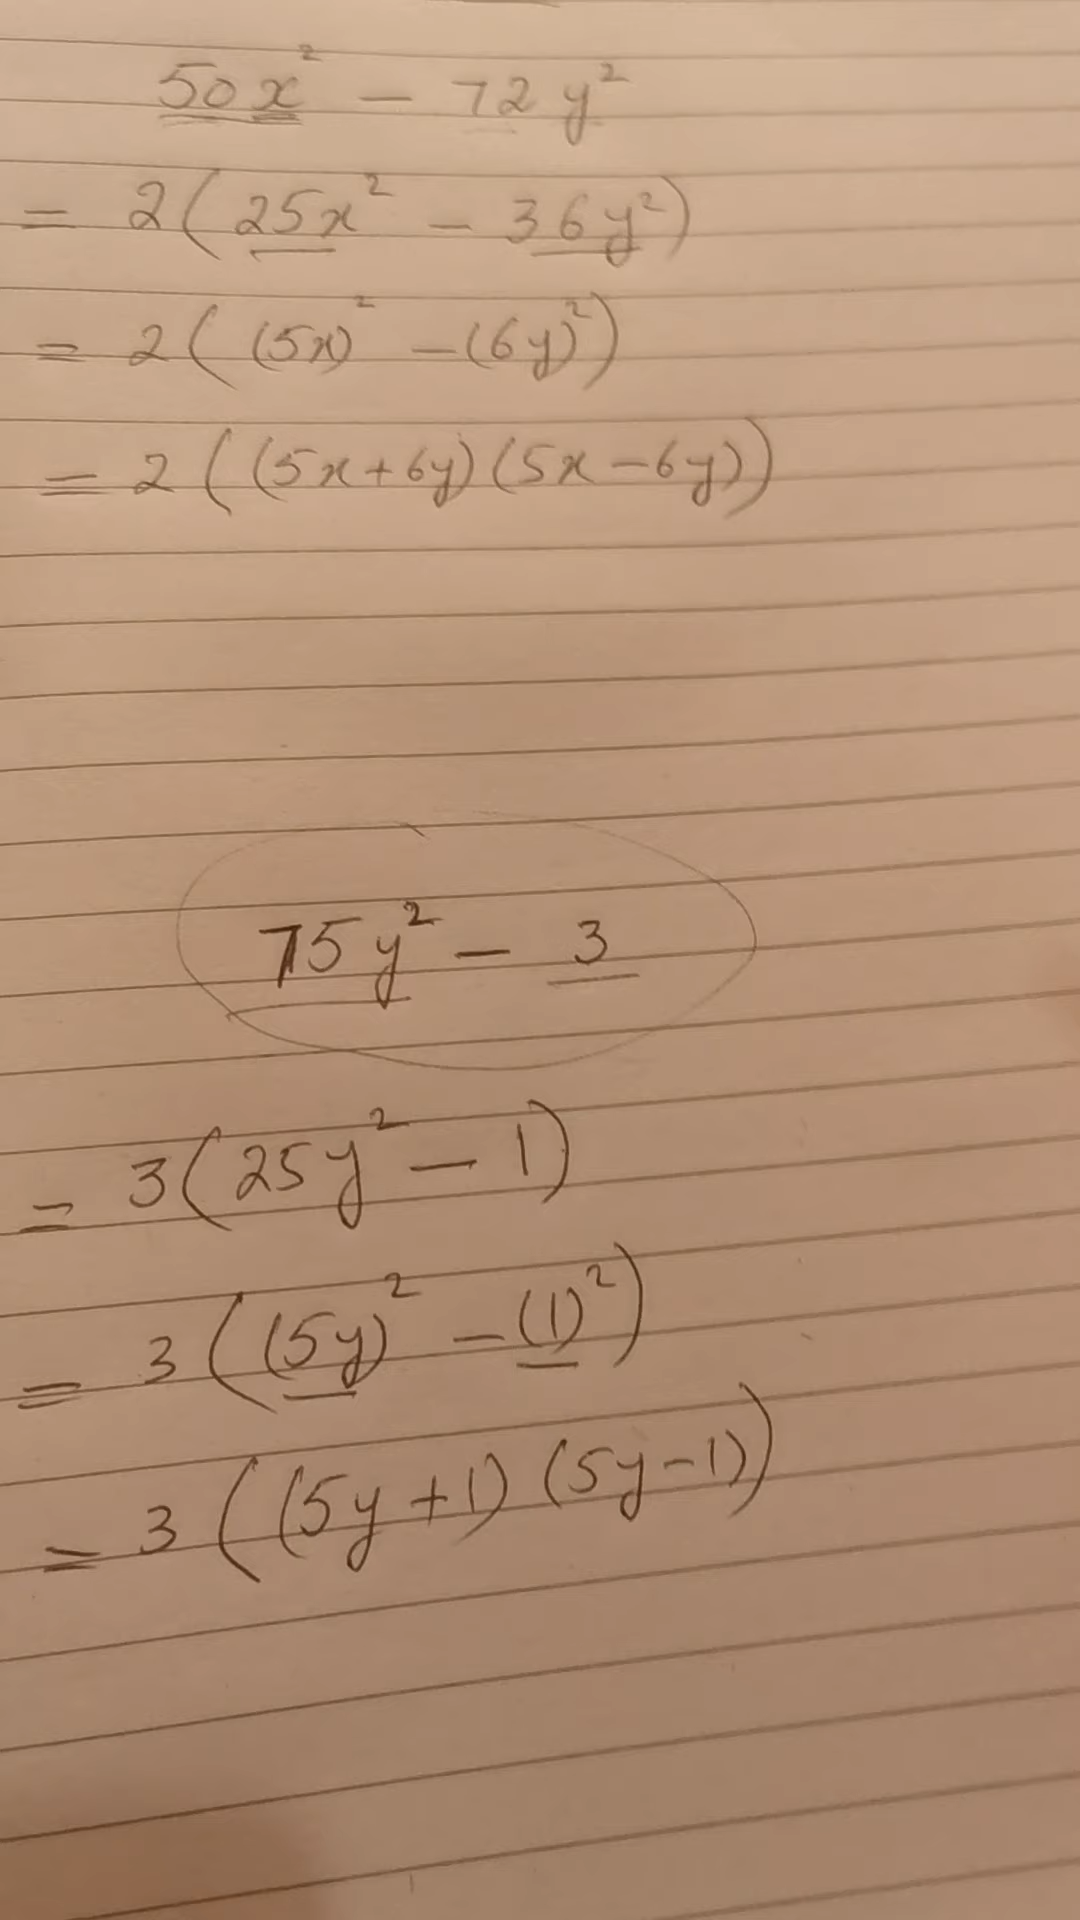 50x² - 72y²
= 2(25x² - 36y²)
= 2((5x)² - (6y)²)
= 2((5x+6y)(5x-6y))
75y² - 3
= 3(25y² - 1)
= 3((5y)² - (1)²)
= 3((5y+1)(5y-1))